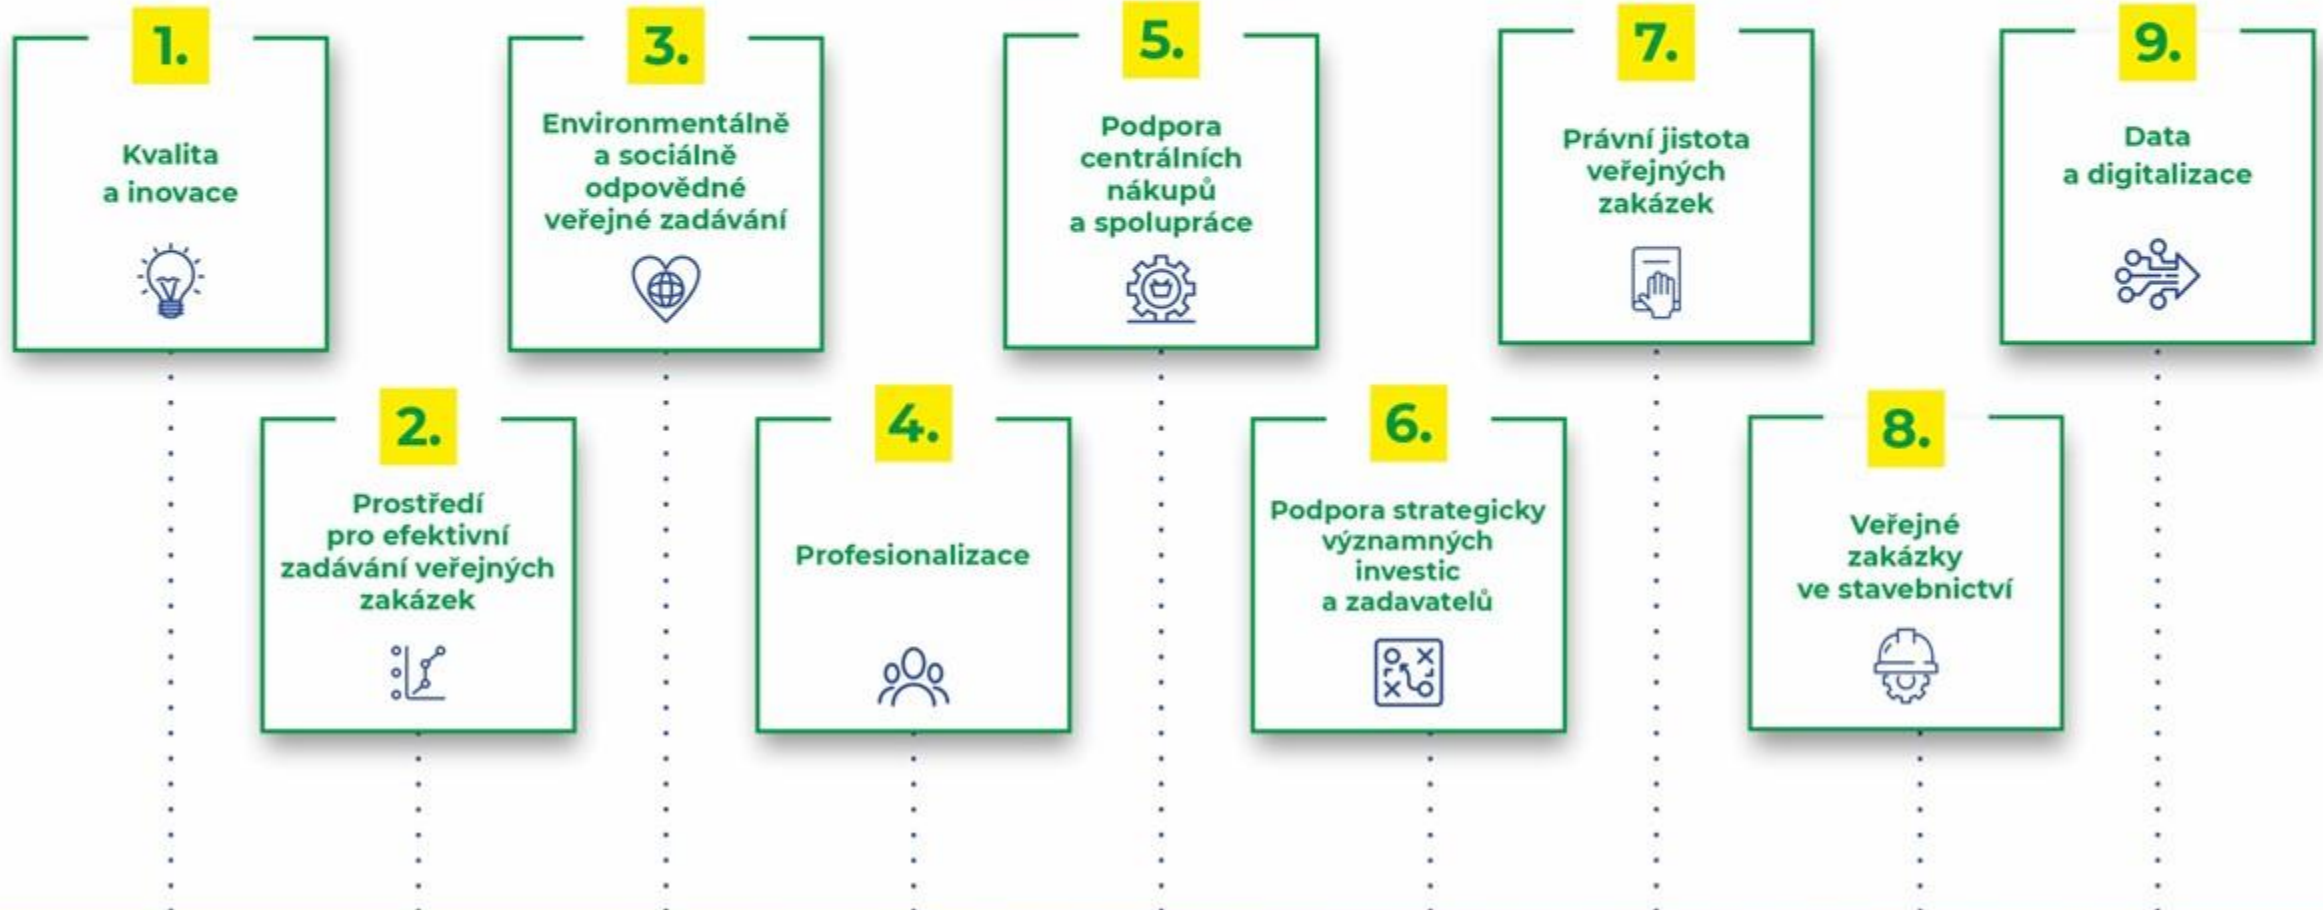 1.
Kvalita
a inovace
2.
Prostředí
pro efektivní
zadávání veřejných
zakázek
3.
Environmentálně
a sociálně
odpovědné
veřejné zadávání
4.
Profesionalizace
5.
Podpora
centrálních
nákupů
a spolupráce
6.
Podpora strategicky
významných
investic
a zadavatelů
7.
Právní jistota
veřejných
zakázek
8.
Veřejné
zakázky
ve stavebnictví
9.
Data
a digitalizace